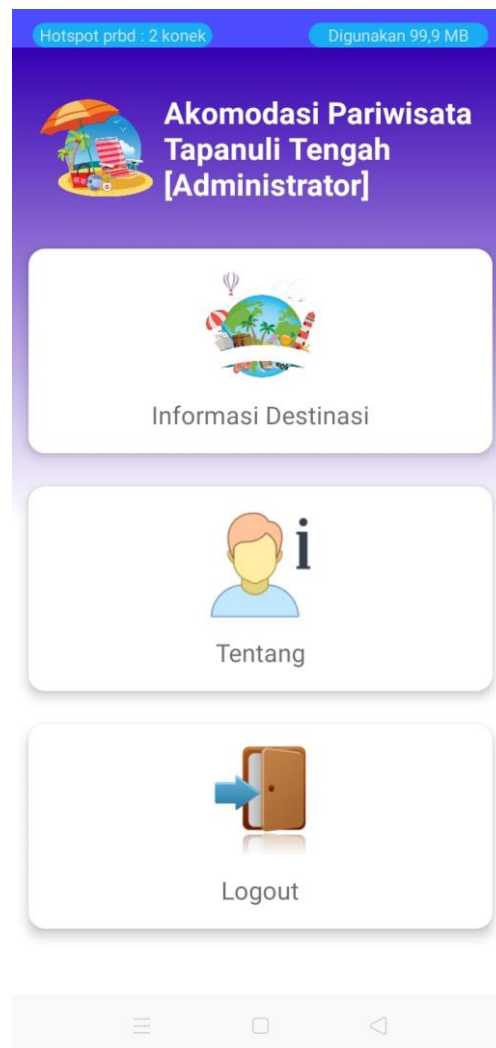 Hotspot prbd : 2 konek
Digunakan 99,9 MB
Akomodasi Pariwisata
Tapanuli Tengah
[Administrator]
Informasi Destinasi
i
Tentang
Logout